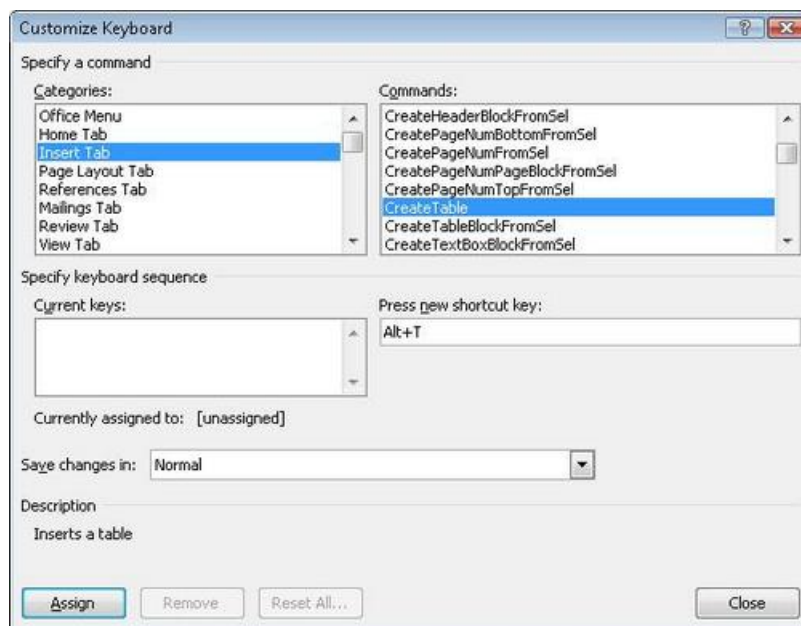 Customize Keyboard
Specify a command
Categories:
Office Menu
Home Tab
Insert Tab
Page Layout Tab
References Tab
Mailings Tab
Review Tab
View Tab
Commands:
CreateHeaderBlockFromSel
CreatePageNumBottomFromSel
CreatePageNumFromSel
CreatePageNumPageBlockFromSel
CreatePageNumTopFromSel
CreateTable
CreateTableBlockFromSel
CreateTextBoxBlockFromSel
Specify keyboard sequence
Current keys:
Press new shortcut key:
Alt+T
Currently assigned to: [unassigned]
Save changes in: Normal
Description
Inserts a table
Assign Remove Reset All... Close